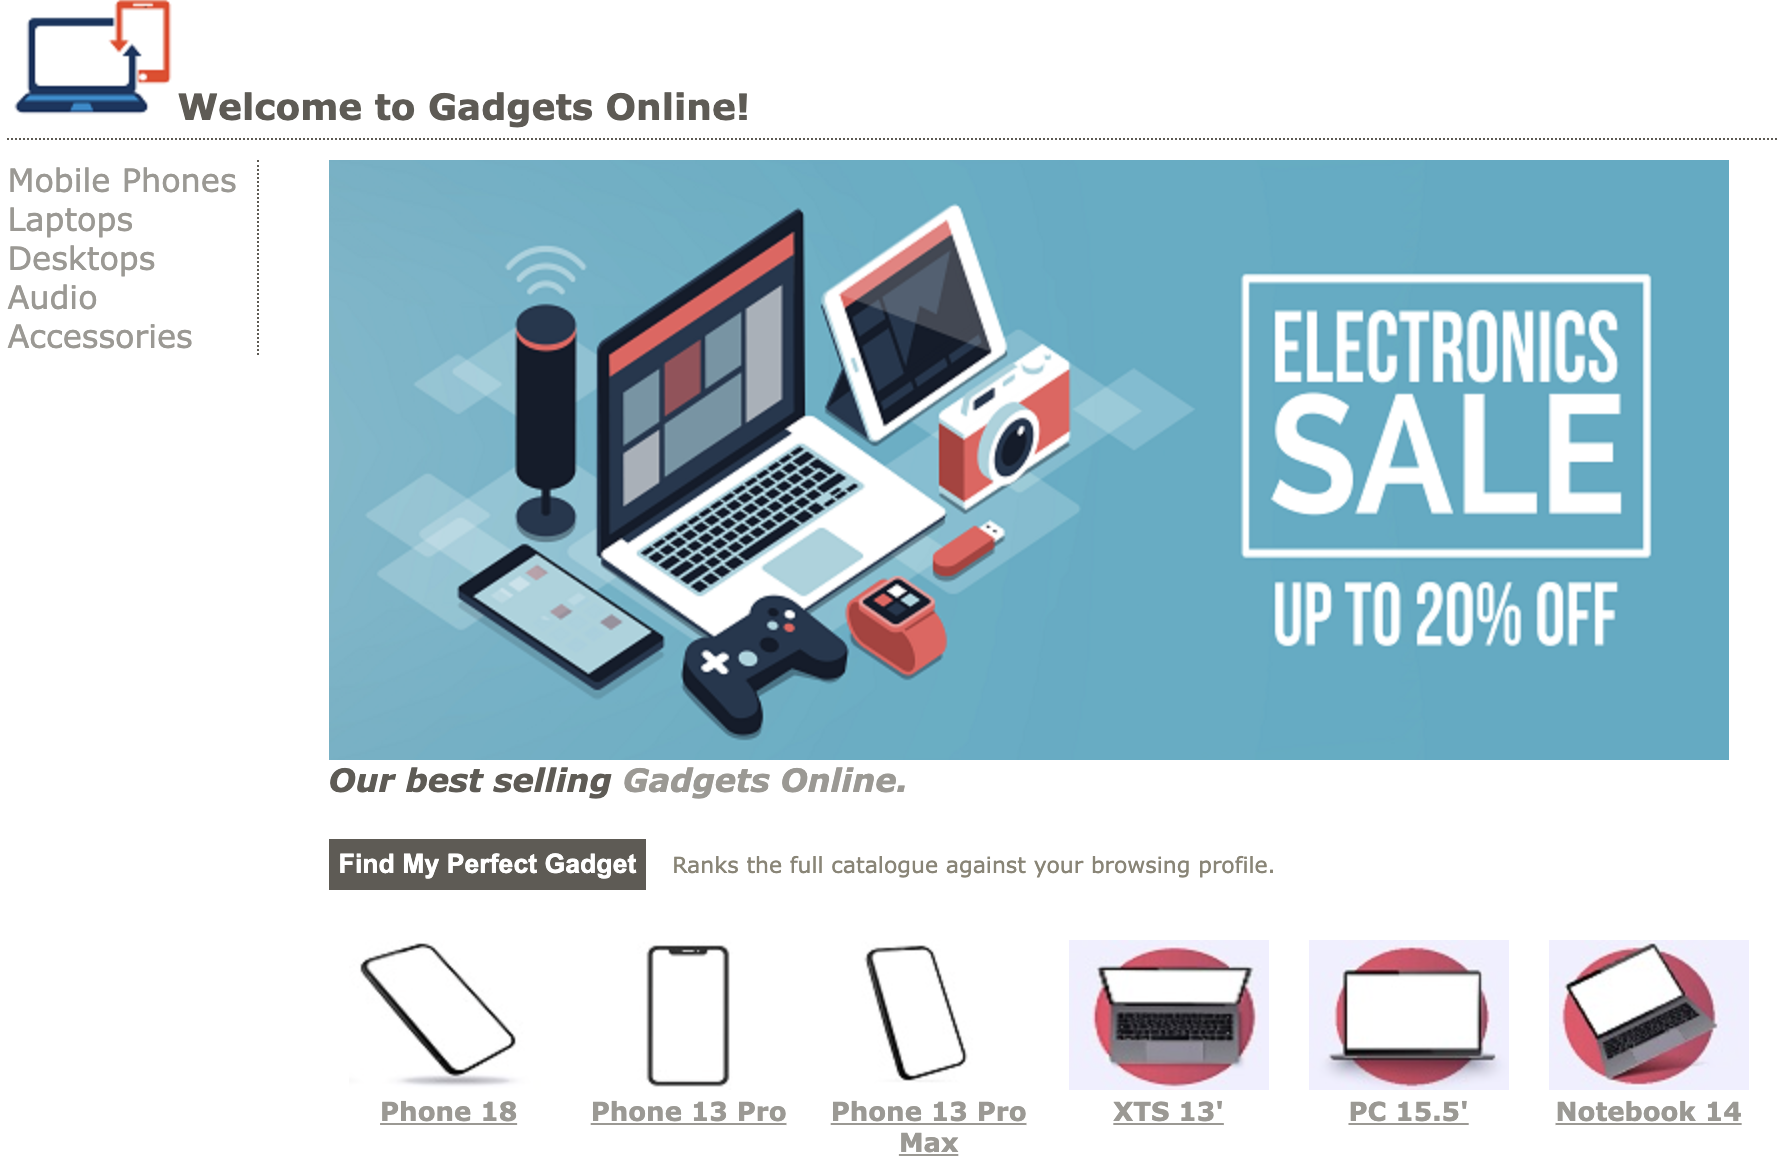 Welcome to Gadgets Online!
Mobile Phones
Laptops
Desktops
Audio
Accessories
ELECTRONICS
SALE
UP TO 20% OFF
Our best selling Gadgets Online.
Find My Perfect Gadget
Ranks the full catalogue against your browsing profile.
Phone 18
Phone 13 Pro
Phone 13 Pro
Max
XTS 13'
PC 15.5'
Notebook 14